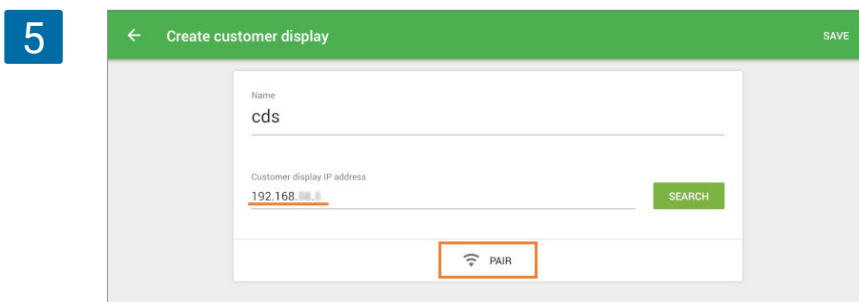 5
Create customer display
SAVE
Name
cds
Customer display IP address
192.168.
SEARCH
PAIR